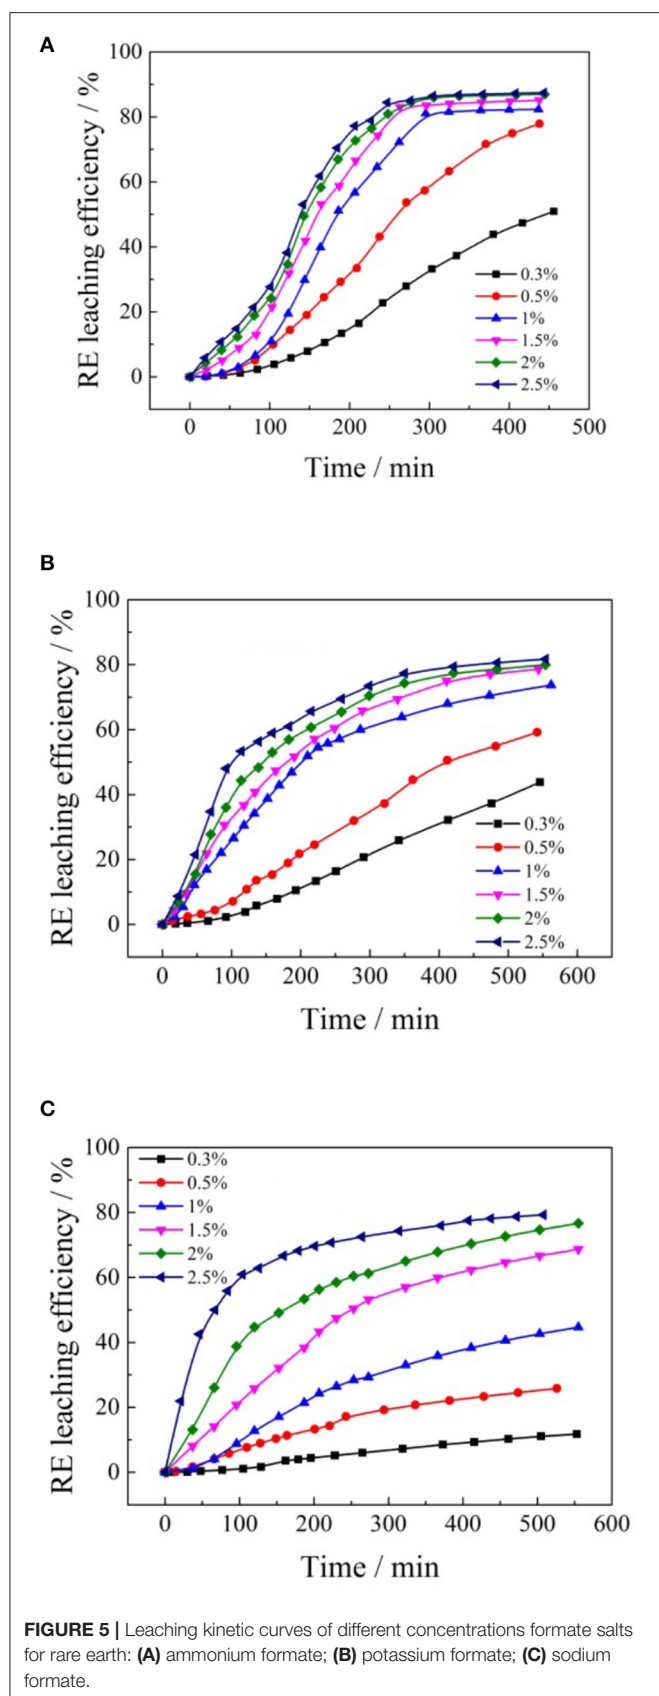 A
RE leaching efficiency / %
100
80
60
40
20
0
0.3%
0.5%
1%
1.5%
2%
2.5%
0 100 200 300 400 500
Time / min
B
RE leaching efficiency / %
100
80
60
40
20
0
0.3%
0.5%
1%
1.5%
2%
2.5%
0 100 200 300 400 500 600
Time / min
C
RE leaching efficiency / %
100
80
60
40
20
0
0.3%
0.5%
1%
1.5%
2%
2.5%
0 100 200 300 400 500 600
Time / min
FIGURE 5 | Leaching kinetic curves of different concentrations formate salts
for rare earth: (A) ammonium formate; (B) potassium formate; (C) sodium
formate.